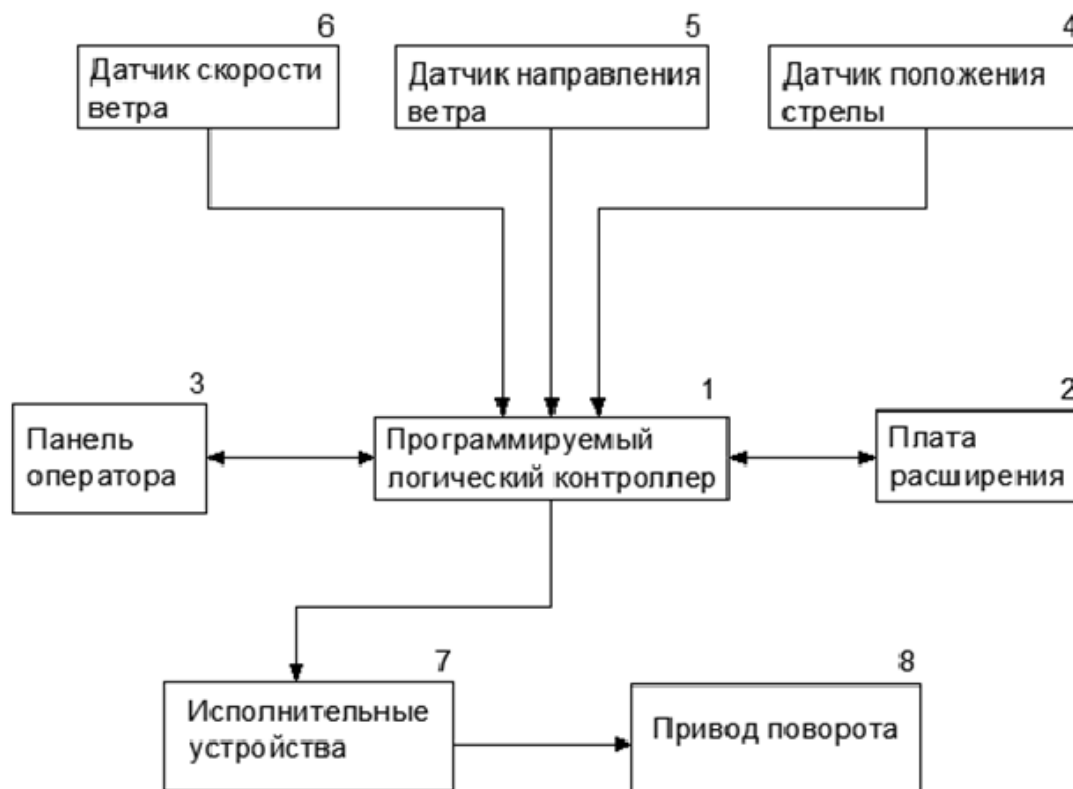 6
Датчик скорости
ветра
5
Датчик направления
ветра
4
Датчик положения
стрелы
3
Панель
оператора
1
Программируемый
логический контроллер
2
Плата
расширения
7
Исполнительные
устройства
8
Привод поворота